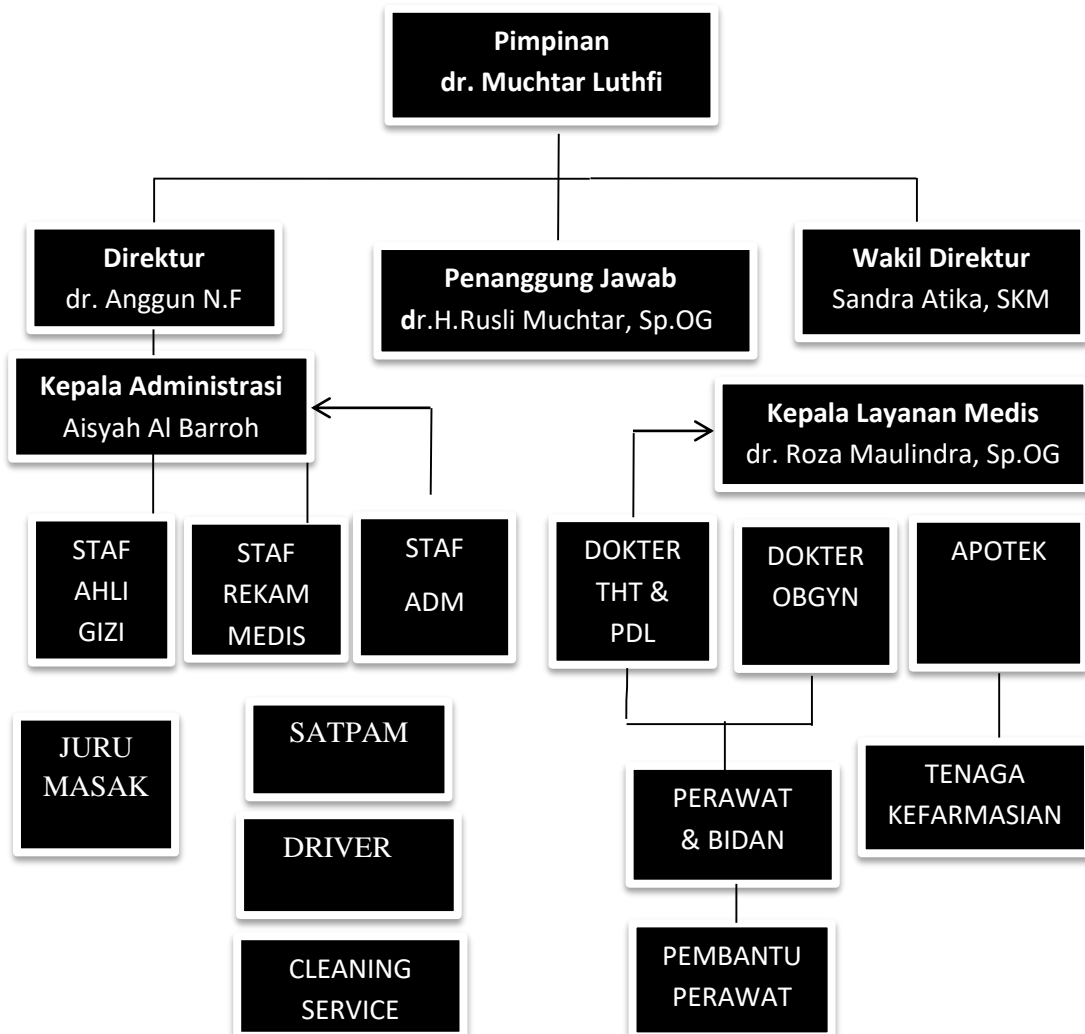 Pimpinan
dr. Muchtar Luthfi
Direktur
dr. Anggun N.F
Penanggung Jawab
dr.H.Rusli Muchtar, Sp.OG
Wakil Direktur
Sandra Atika, SKM
Kepala Administrasi
Aisyah Al Barroh
Kepala Layanan Medis
dr. Roza Maulindra, Sp.OG
STAF
AHLI
GIZI
STAF
REKAM
MEDIS
STAF
ADM
DOKTER
THT &
PDL
DOKTER
OBGYN
APOTEK
JURU
MASAK
SATPAM
DRIVER
CLEANING
SERVICE
PERAWAT
& BIDAN
TENAGA
KEFARMASIAN
PEMBANTU
PERAWAT